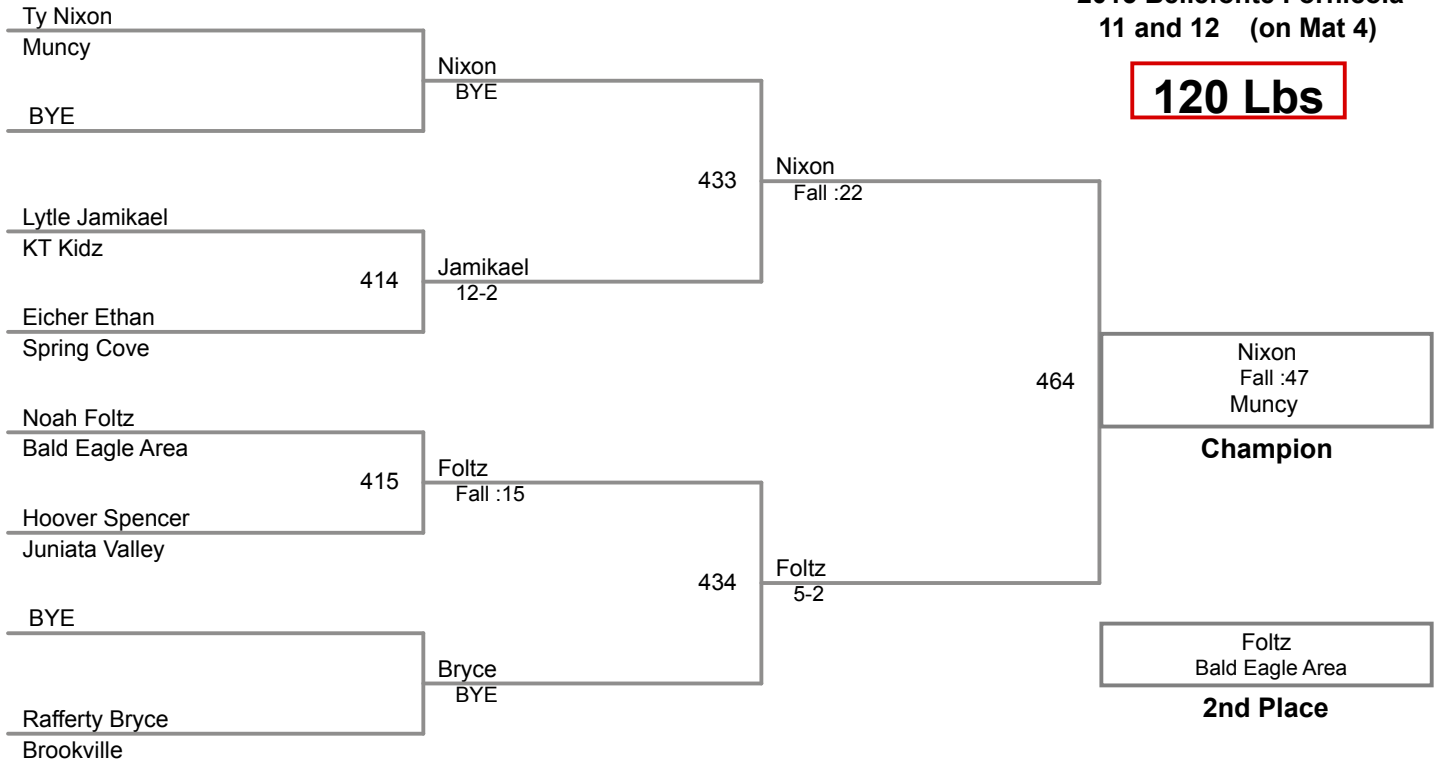 11 and 12 (on Mat 4)
120 Lbs
Ty Nixon
Muncy
BYE
Nixon
BYE
Lytle Jamikael
KT Kidz
414
Eicher Ethan
Spring Cove
Jamikael
12-2
433
Nixon
Fall :22
Noah Foltz
Bald Eagle Area
415
Hoover Spencer
Juniata Valley
Foltz
Fall :15
BYE
Rafferty Bryce
Brookville
Bryce
BYE
434
Foltz
5-2
464
Nixon
Fall :47
Muncy
Champion
Foltz
Bald Eagle Area
2nd Place